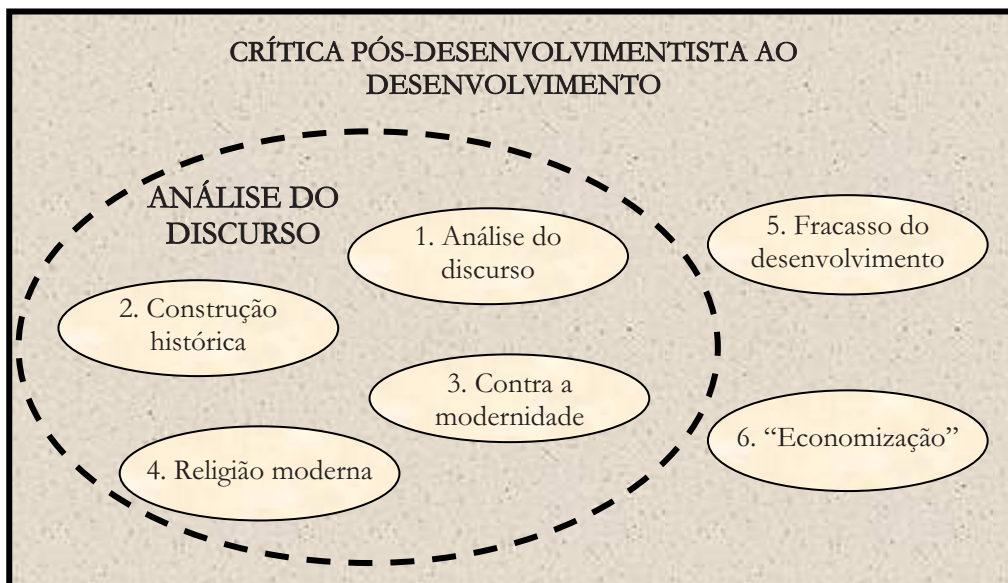 CRÍTICA PÓS-DESENVOLVIMENTISTA AO
DESENVOLVIMENTO
ANÁLISE DO
DISCURSO
1. Análise do
discurso
2. Construção
histórica
3. Contra a
modernidade
4. Religião moderna
5. Fracasso do
desenvolvimento
6. “Economização”